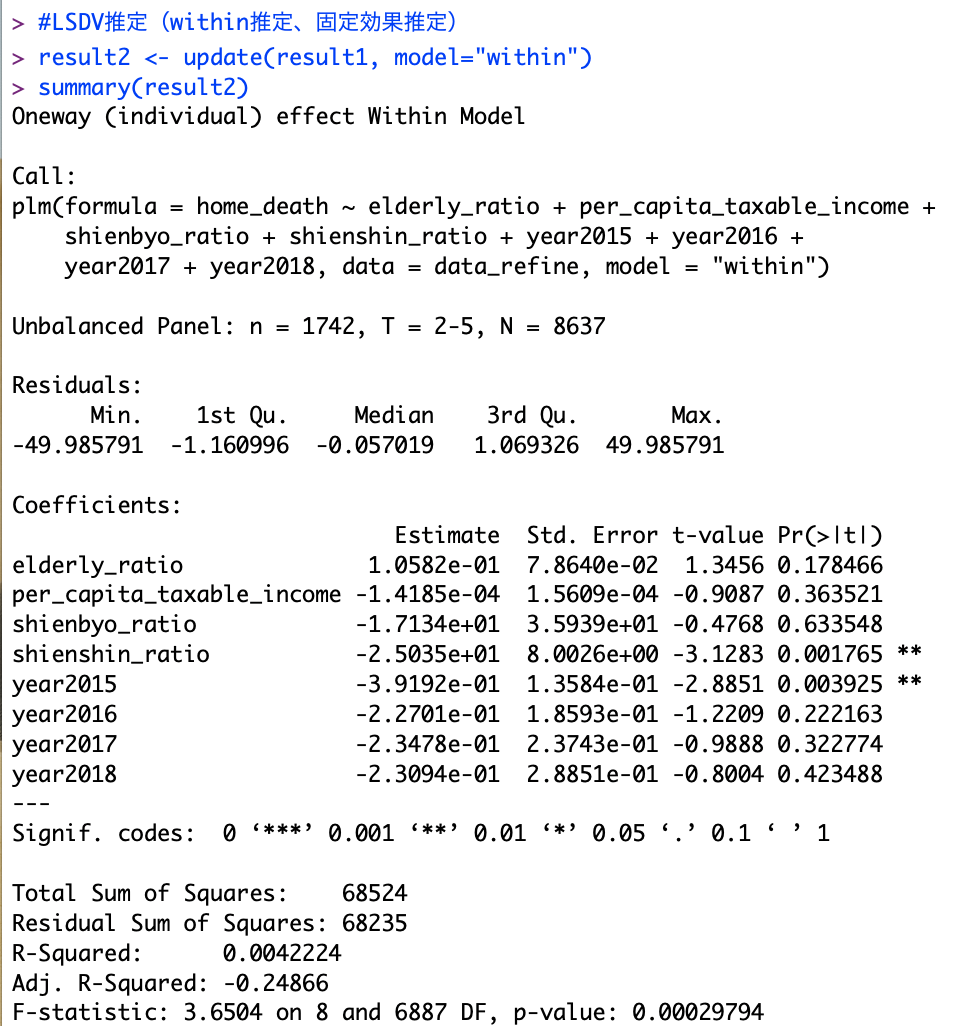 > #LSDV推定（within推定、固定効果推定）
> result2 <- update(result1, model="within")
> summary(result2)
Oneway (individual) effect Within Model
Call:
plm(formula = home_death ~ elderly_ratio + per_capita_taxable_income +
shienbyo_ratio + shienshin_ratio + year2015 + year2016 +
year2017 + year2018, data = data_refine, model = "within")
Unbalanced Panel: n = 1742, T = 2-5, N = 8637
Residuals:
Min. 1st Qu. Median 3rd Qu. Max.
-49.985791 -1.160996 -0.057019 1.069326 49.985791
Coefficients:
Estimate Std. Error t-value Pr(>|t|)
elderly_ratio 1.0582e-01 7.8640e-02 1.3456 0.178466
per_capita_taxable_income -1.4185e-04 1.5609e-04 -0.9087 0.363521
shienbyo_ratio -1.7134e+01 3.5939e+01 -0.4768 0.633548
shienshin_ratio -2.5035e+01 8.0026e+00 -3.1283 0.001765 **
year2015 -3.9192e-01 1.3584e-01 -2.8851 0.003925 **
year2016 -2.2701e-01 1.8593e-01 -1.2209 0.222163
year2017 -2.3478e-01 2.3743e-01 -0.9888 0.322774
year2018 -2.3094e-01 2.8851e-01 -0.8004 0.423488
---
Signif. codes: 0 ‘***’ 0.001 ‘**’ 0.01 ‘*’ 0.05 ‘.’ 0.1 ‘ ’ 1
Total Sum of Squares: 68524
Residual Sum of Squares: 68235
R-Squared: 0.0042224
Adj. R-Squared: -0.24866
F-statistic: 3.6504 on 8 and 6887 DF, p-value: 0.00029794